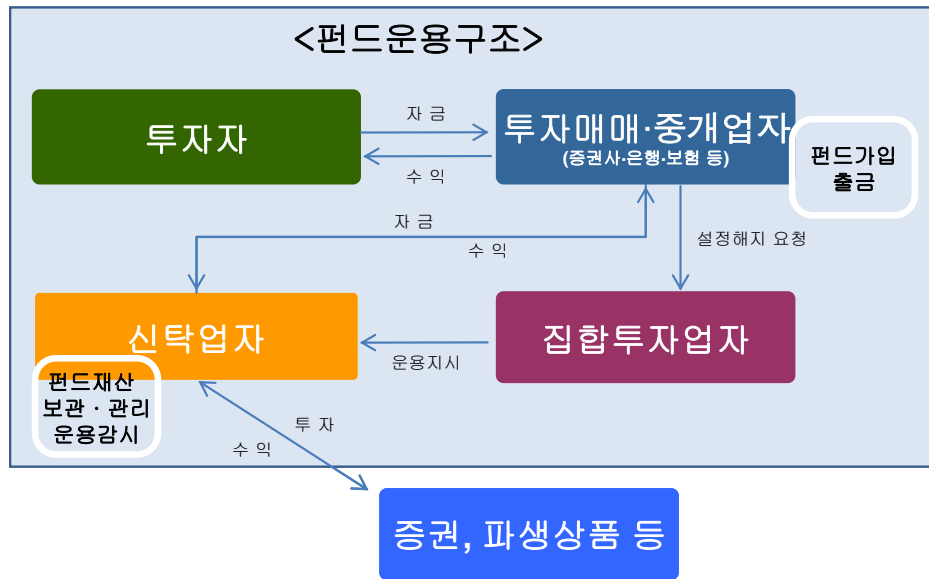 <펀드운용구조>
투자자
자 금
수 익
투자매매·중개업자
(증권사·은행·보험 등)
펀드가입
출금
자 금
수 익
설정해지 요청
신탁업자
운용지시
집합투자업자
펀드재산
보관 · 관리
운용감시
투 자
수 익
증권, 파생상품 등